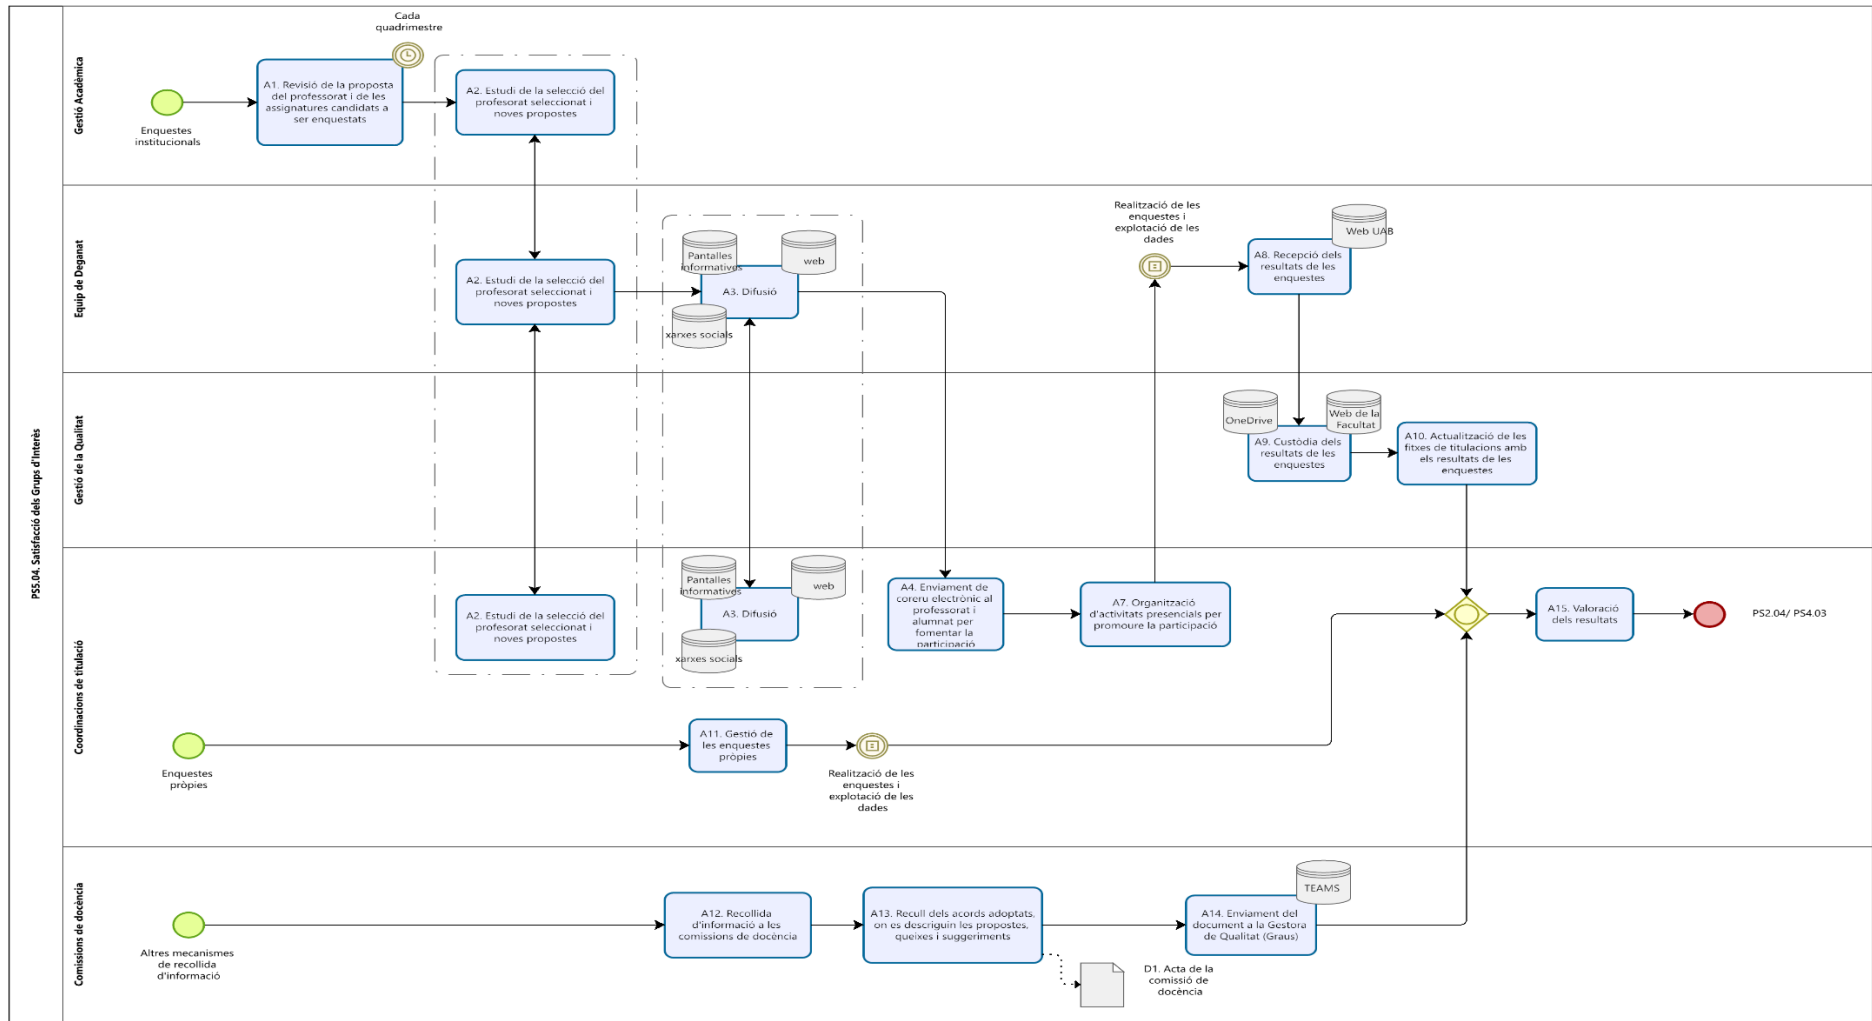 PS5.04. Satisfacció dels Grups d'Interès
Gestió Acadèmica
Enquestes
institucionals
A1. Revisió de la proposta
del professorat i de les
assignatures candidats a
ser enquestats
Cada
quadrimestre
A2. Estudi de la selecció del
profesorat seleccionat i
noves propostes
Equip de Deganat
A2. Estudi de la selecció del
profesorat seleccionat i
noves propostes
Pantalles
informatives
web
A3. Difusió
xarxes socials
Realització de les
enquestes i
explotació de les
dades
Web UAB
A8. Recepció dels
resultats de les
enquestes
Gestió de la Qualitat
OneDrive
Web de la
Facultat
A9. Custòdia dels
resultats de les
enquestes
A10. Actualització de les
fitxes de titulacions amb
els resultats de les
enquestes
Coordinacions de titulació
A2. Estudi de la selecció del
profesorat seleccionat i
noves propostes
Pantalles
informatives
web
A3. Difusió
xarxes socials
A4. Enviament de
coreru electrònic al
professorat i
alumnat per
fomentar la
participació
A7. Organització
d'activitats presencials per
promoure la participació
A15. Valoració
dels resultats
PS2.04/ PS4.03
Enquestes
pròpies
A11. Gestió de
les enquestes
pròpies
Realització de les
enquestes i
explotació de les
dades
Comissions de docència
Altres mecanismes
de recollida
d'informació
A12. Recollida
d'informació a les
comissions de docència
A13. Recull dels acords adoptats,
on es descriguin les propostes,
queixes i suggeriments
D1. Acta de la
comissió de
docència
TEAMS
A14. Enviament del
document a la Gestora
de Qualitat (Graus)